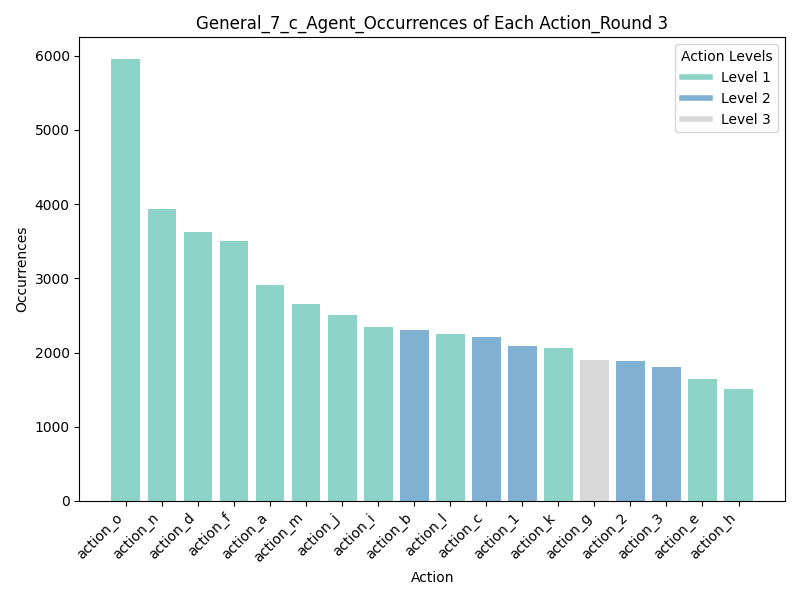 General_7_c_Agent_Occurrences of Each Action_Round 3
Action Levels
Level 1
Level 2
Level 3
Occurrences
6000
5000
4000
3000
2000
1000
0
action_o
action_n
action_d
action_f
action_a
action_m
action_j
action_i
action_b
action_l
action_c
action_1
action_k
action_g
action_2
action_3
action_e
action_h
Action